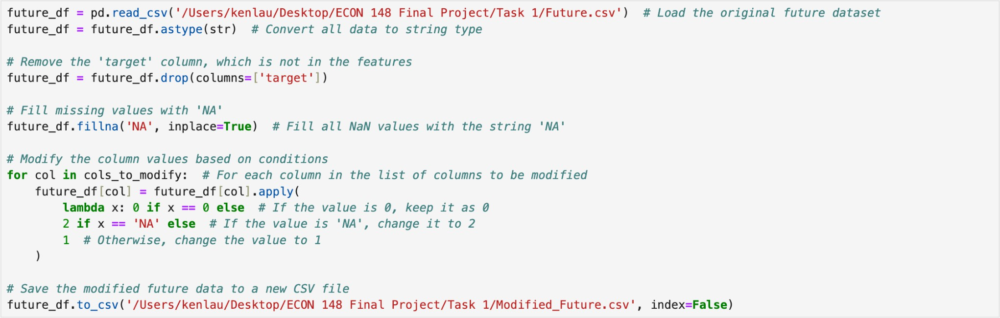 future_df = pd.read_csv('/Users/kenlau/Desktop/ECON 148 Final Project/Task 1/Future.csv')  # Load the original future dataset
future_df = future_df.astype(str)  # Convert all data to string type

# Remove the 'target' column, which is not in the features
future_df = future_df.drop(columns=['target'])

# Fill missing values with 'NA'
future_df.fillna('NA', inplace=True)  # Fill all NaN values with the string 'NA'

# Modify the column values based on conditions
for col in cols_to_modify:  # For each column in the list of columns to be modified
    future_df[col] = future_df[col].apply(
        lambda x: 0 if x == 0 else  # If the value is 0, keep it as 0
        2 if x == 'NA' else  # If the value is 'NA', change it to 2
        1  # Otherwise, change the value to 1
    )

# Save the modified future data to a new CSV file
future_df.to_csv('/Users/kenlau/Desktop/ECON 148 Final Project/Task 1/Modified_Future.csv', index=False)